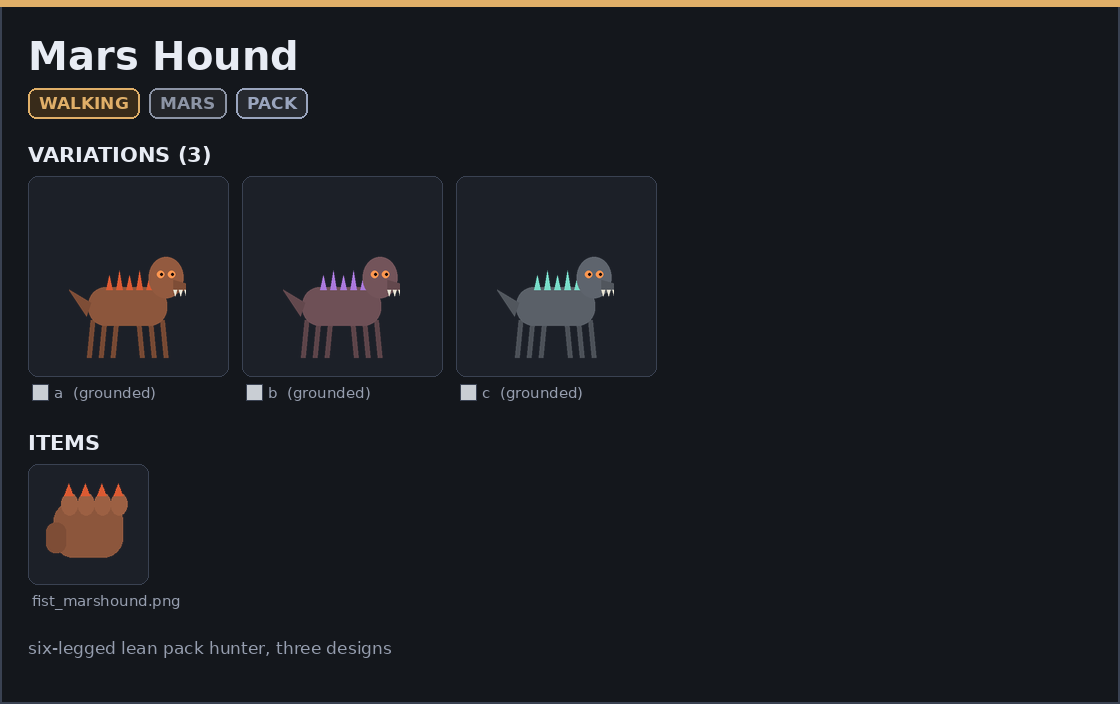 Mars Hound
WALKING MARS PACK
VARIATIONS (3)
a (grounded) b (grounded) c (grounded)
ITEMS
fist_marshound.png
six-legged lean pack hunter, three designs